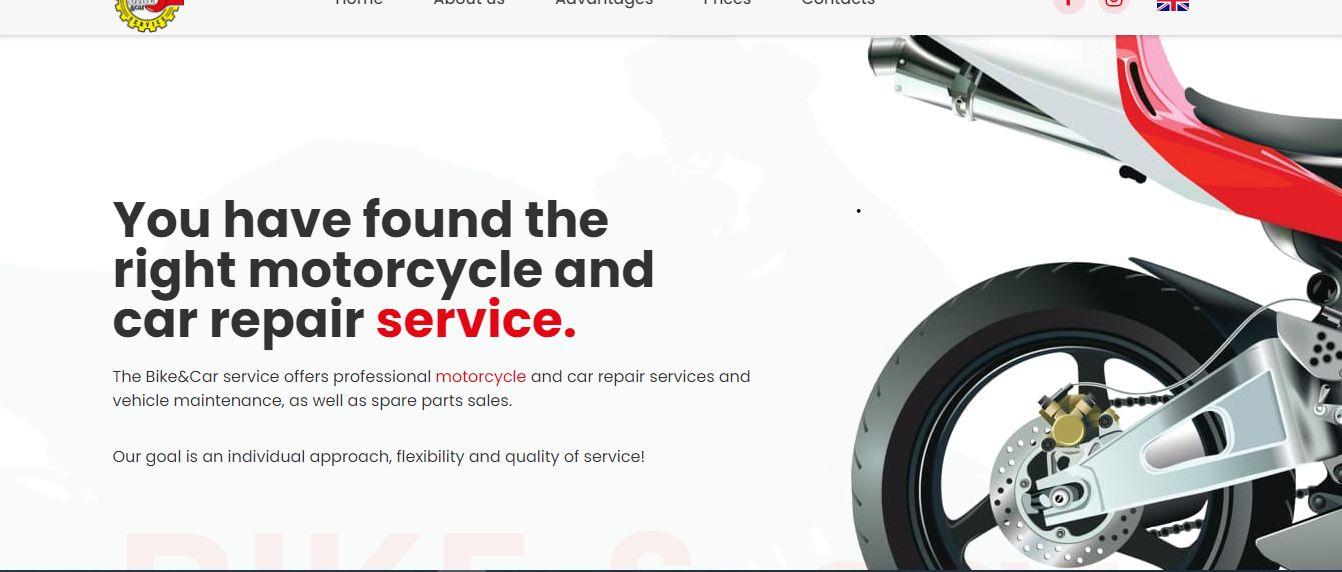 Home About us Advantages Prices Contacts
car
SERVICE
You have found the
right motorcycle and
car repair service.
The Bike&Car service offers professional motorcycle and car repair services and
vehicle maintenance, as well as spare parts sales.
Our goal is an individual approach, flexibility and quality of service!
BIKE &